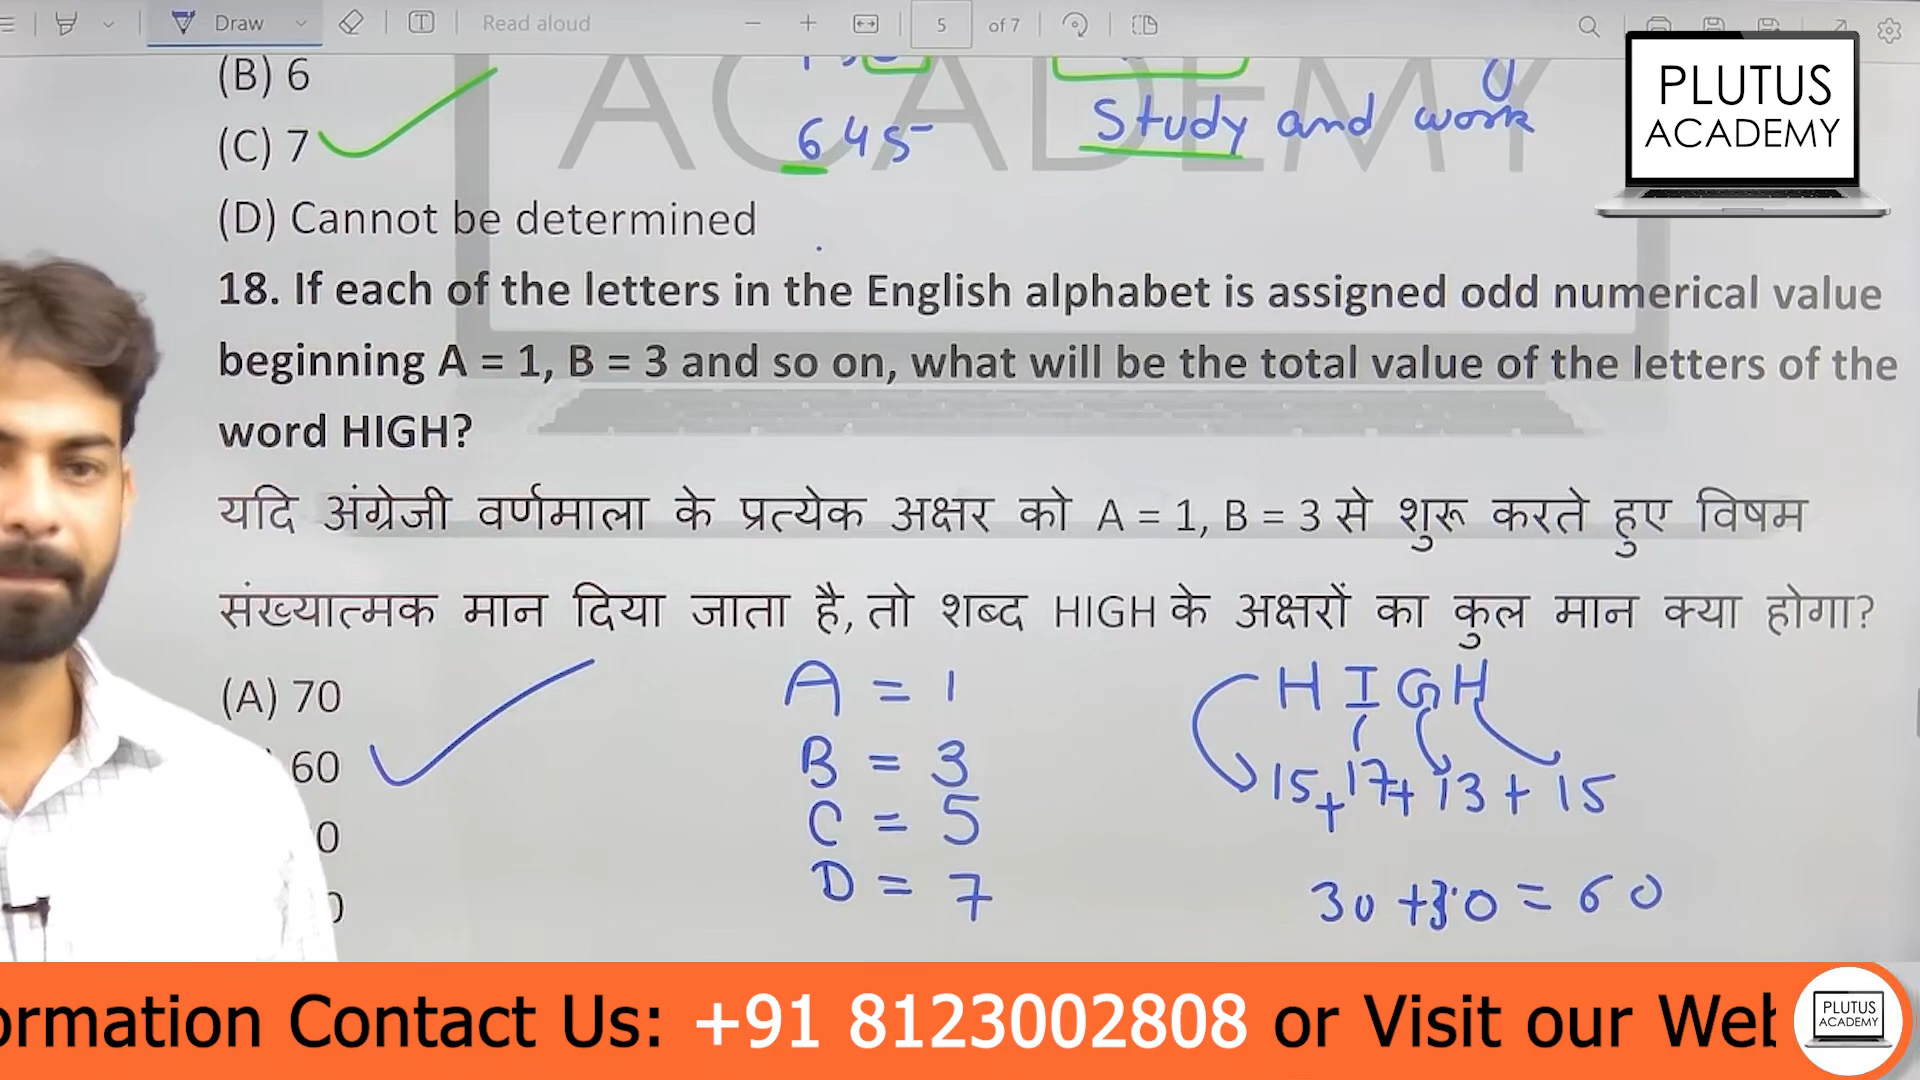 Draw
Read aloud
5 of 7
PLUTUS
ACADEMY
ACADEMY
(B) 6
(C) 7
645
Study and work
(D) Cannot be determined
18. If each of the letters in the English alphabet is assigned odd numerical value
beginning A = 1, B = 3 and so on, what will be the total value of the letters of the
word HIGH?
यदि अंग्रेजी वर्णमाला के प्रत्येक अक्षर को A = 1, B = 3 से शुरू करते हुए विषम
संख्यात्मक मान दिया जाता है, तो शब्द HIGH के अक्षरों का कुल मान क्या होगा?
(A) 70
60
0
A = 1
B = 3
C = 5
D = 7
HIGH
15+17+13+15
30+30=60
ormation Contact Us: +91 8123002808 or Visit our Web
PLUTUS
ACADEMY